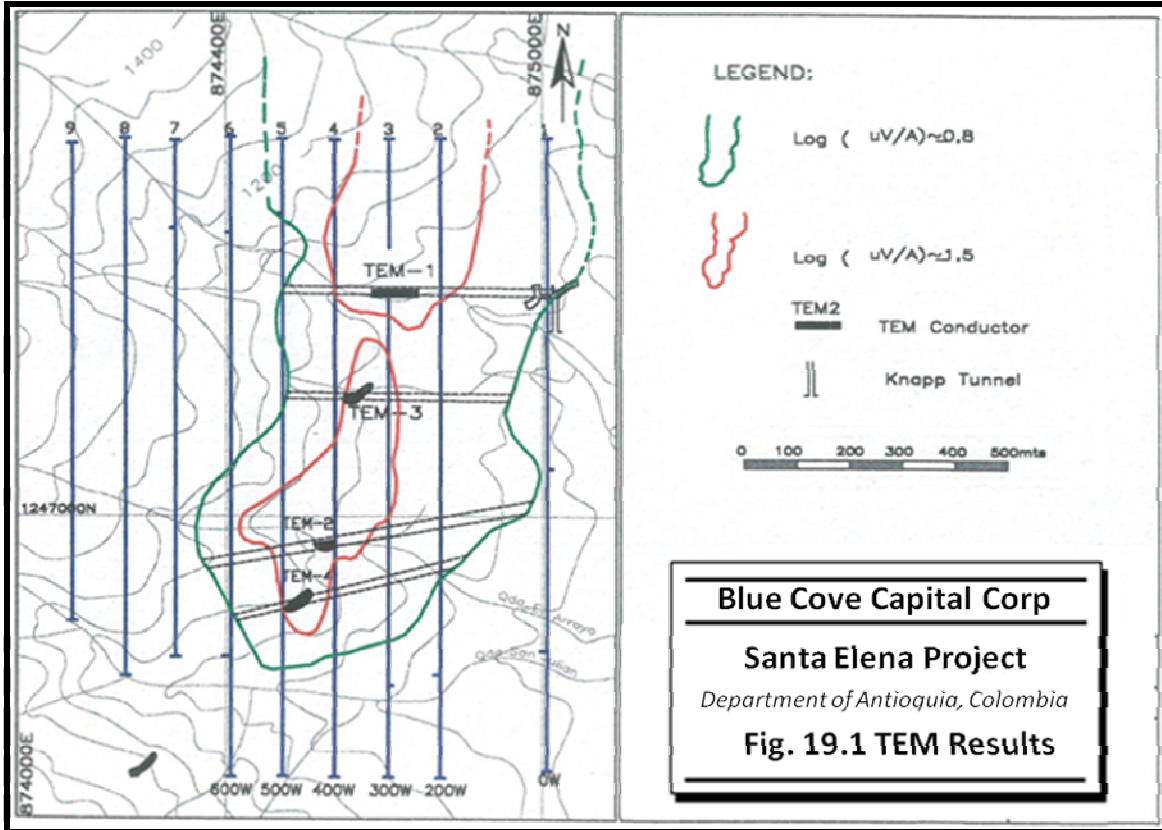 1400
874400E
875000E
N
9 8 7 6 5 4 3 2 1
TEM-1
TEM-3
1247000N
TEM-2
TEM-4
Qda. San Julian
874000E
600W 500W 400W 300W 200W 0W
LEGEND:
Log ( uV/A)~0.8
Log ( uV/A)~1.5
TEM2
TEM Conductor
Knapp Tunnel
0 100 200 300 400 500mts
Blue Cove Capital Corp
Santa Elena Project
Department of Antioquia, Colombia
Fig. 19.1 TEM Results